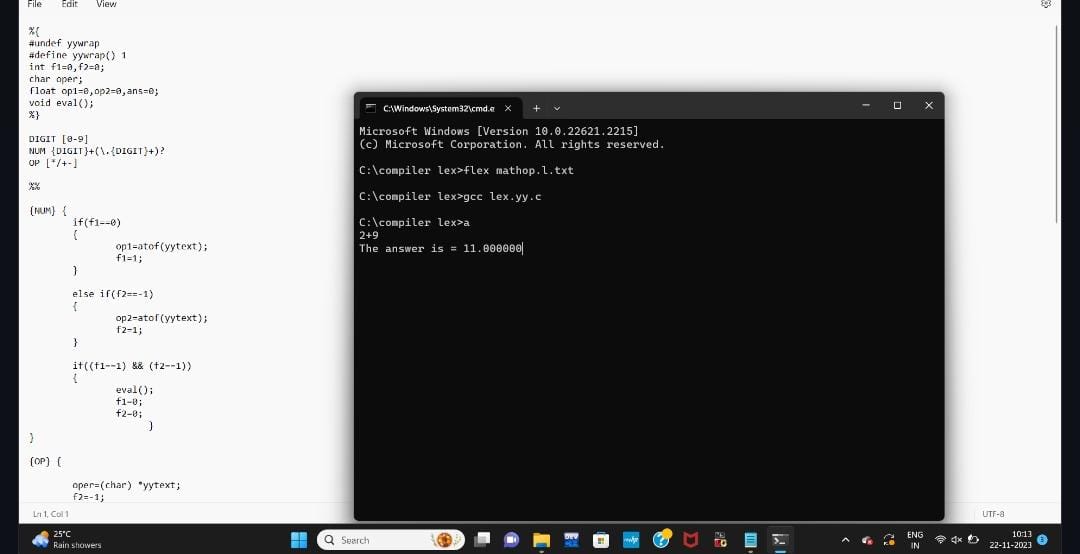 File Edit View
%{
#undef yywrap
#define yywrap() 1
int f1=0,f2=0;
char oper;
float op1=0,op2=0,ans=0;
void eval();
%}
DIGIT [0-9]
NUM {DIGIT}+(\.{DIGIT}+)?
OP [*/+-]
%%
{NUM} {
if(f1==0)
{
op1=atof(yytext);
f1=1;
}
else if(f2==-1)
{
op2=atof(yytext);
f2=1;
}
if((f1==1) && (f2==1))
{
eval();
f1=0;
f2=0;
}
}
{OP} {
oper=(char) *yytext;
f2=-1;
Ln 1, Col 1
UTF-8
C:\Windows\System32\cmd.e
Microsoft Windows [Version 10.0.22621.2215]
(c) Microsoft Corporation. All rights reserved.
C:\compiler lex>flex mathop.l.txt
C:\compiler lex>gcc lex.yy.c
C:\compiler lex>a
2+9
The answer is = 11.000000
25°C
Rain showers
Search
DEV
ENG
IN
10:13
22-11-2023
3